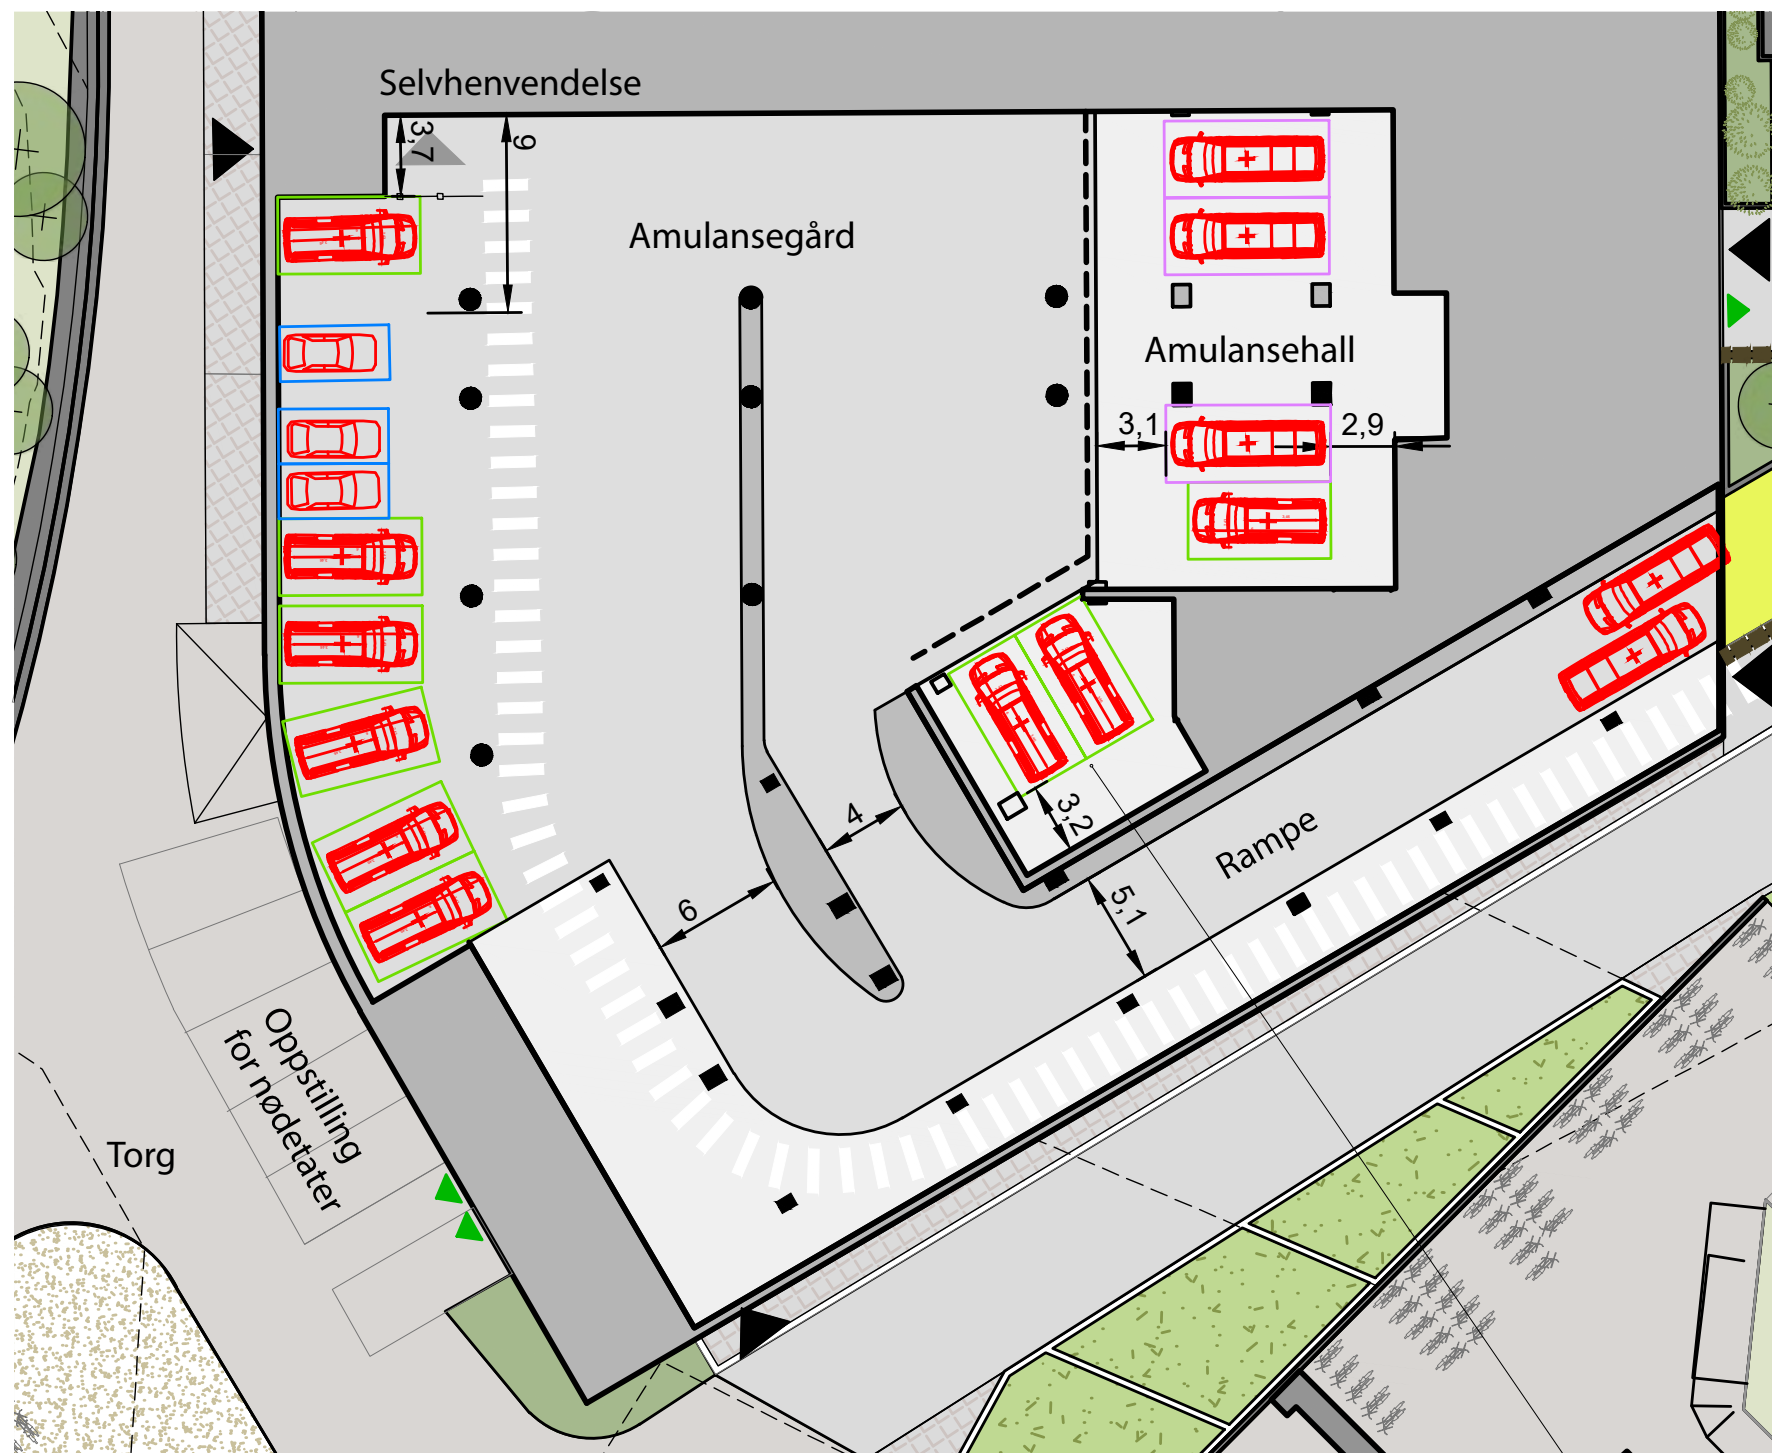 Selvhenvendelse
3,7
9
Amulansegård
Amulansehall
3,1
2,9
4
3,2
6
5,1
Rampe
Oppstilling
for nødetater
Torg